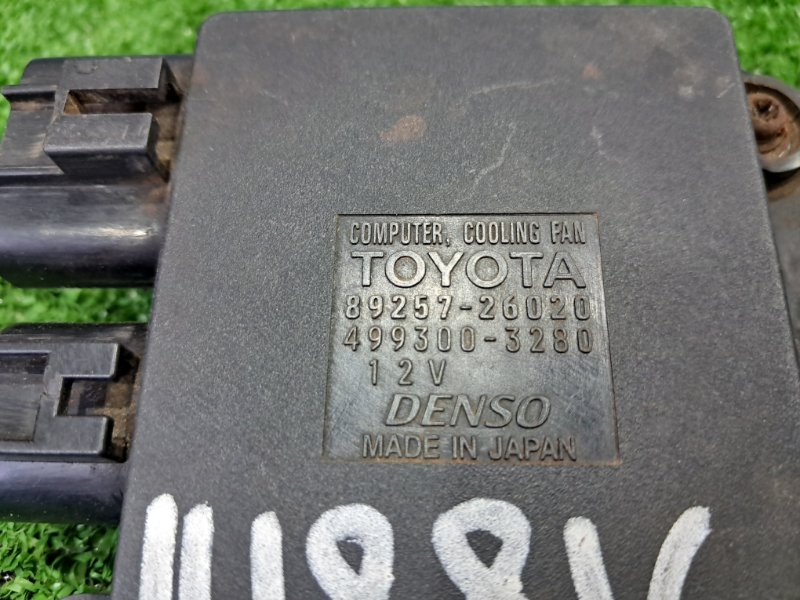 COMPUTER, COOLING FAN
TOYOTA
89257-26020
499300-3280
12V
DENSO
MADE IN JAPAN